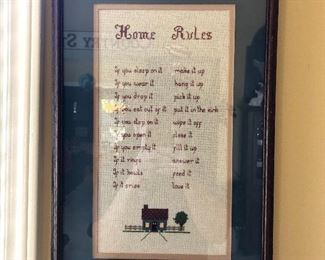 Home Rules
If you sleep on it make it up
If you wear it hang it up
If you drop it pick it up
If you eat out of it put it in the sink
If you step on it wipe it off
If you open it close it
If you empty it fill it up
If it rings answer it
If it howls feed it
If it cries love it